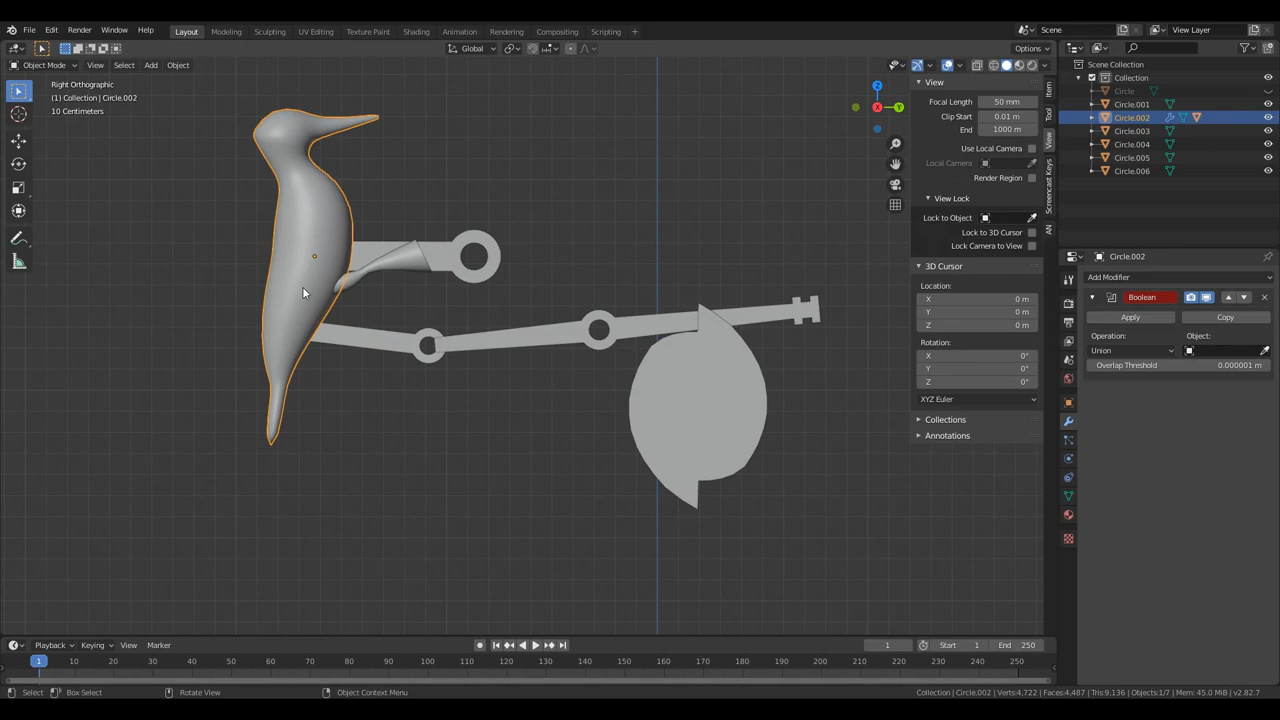 File Edit Render Window Help Layout Modeling Sculpting UV Editing Texture Paint Shading Animation Rendering Compositing Scripting + Scene View Layer
Global Options
Object Mode View Select Add Object
Right Orthographic
(1) Collection | Circle.002
10 Centimeters
X
Y
Z
View
Focal Length 50 mm
Clip Start 0.01 m
End 1000 m
Use Local Camera
Local Camera
Render Region
View Lock
Lock to Object
Lock to 3D Cursor
Lock Camera to View
3D Cursor
Location:
X 0 m
Y 0 m
Z 0 m
Rotation:
X 0°
Y 0°
Z 0°
XYZ Euler
Collections
Annotations
Item
Tool
View
Screencast Keys
AN
Scene Collection
Collection
Circle
Circle.001
Circle.002
Circle.003
Circle.004
Circle.005
Circle.006
Circle.002
Add Modifier
Boolean
Apply Copy
Operation: Object:
Union
Overlap Threshold 0.000001 m
Playback Keying View Marker 1 Start 1 End 250
1 10 20 30 40 50 60 70 80 90 100 110 120 130 140 150 160 170 180 190 200 210 220 230 240 250
Select Box Select Rotate View Object Context Menu Collection | Circle.002 | Verts:4,722 | Faces:4,487 | Tris:9,136 | Objects:1/7 | Mem: 45.0 MiB | v2.82.7